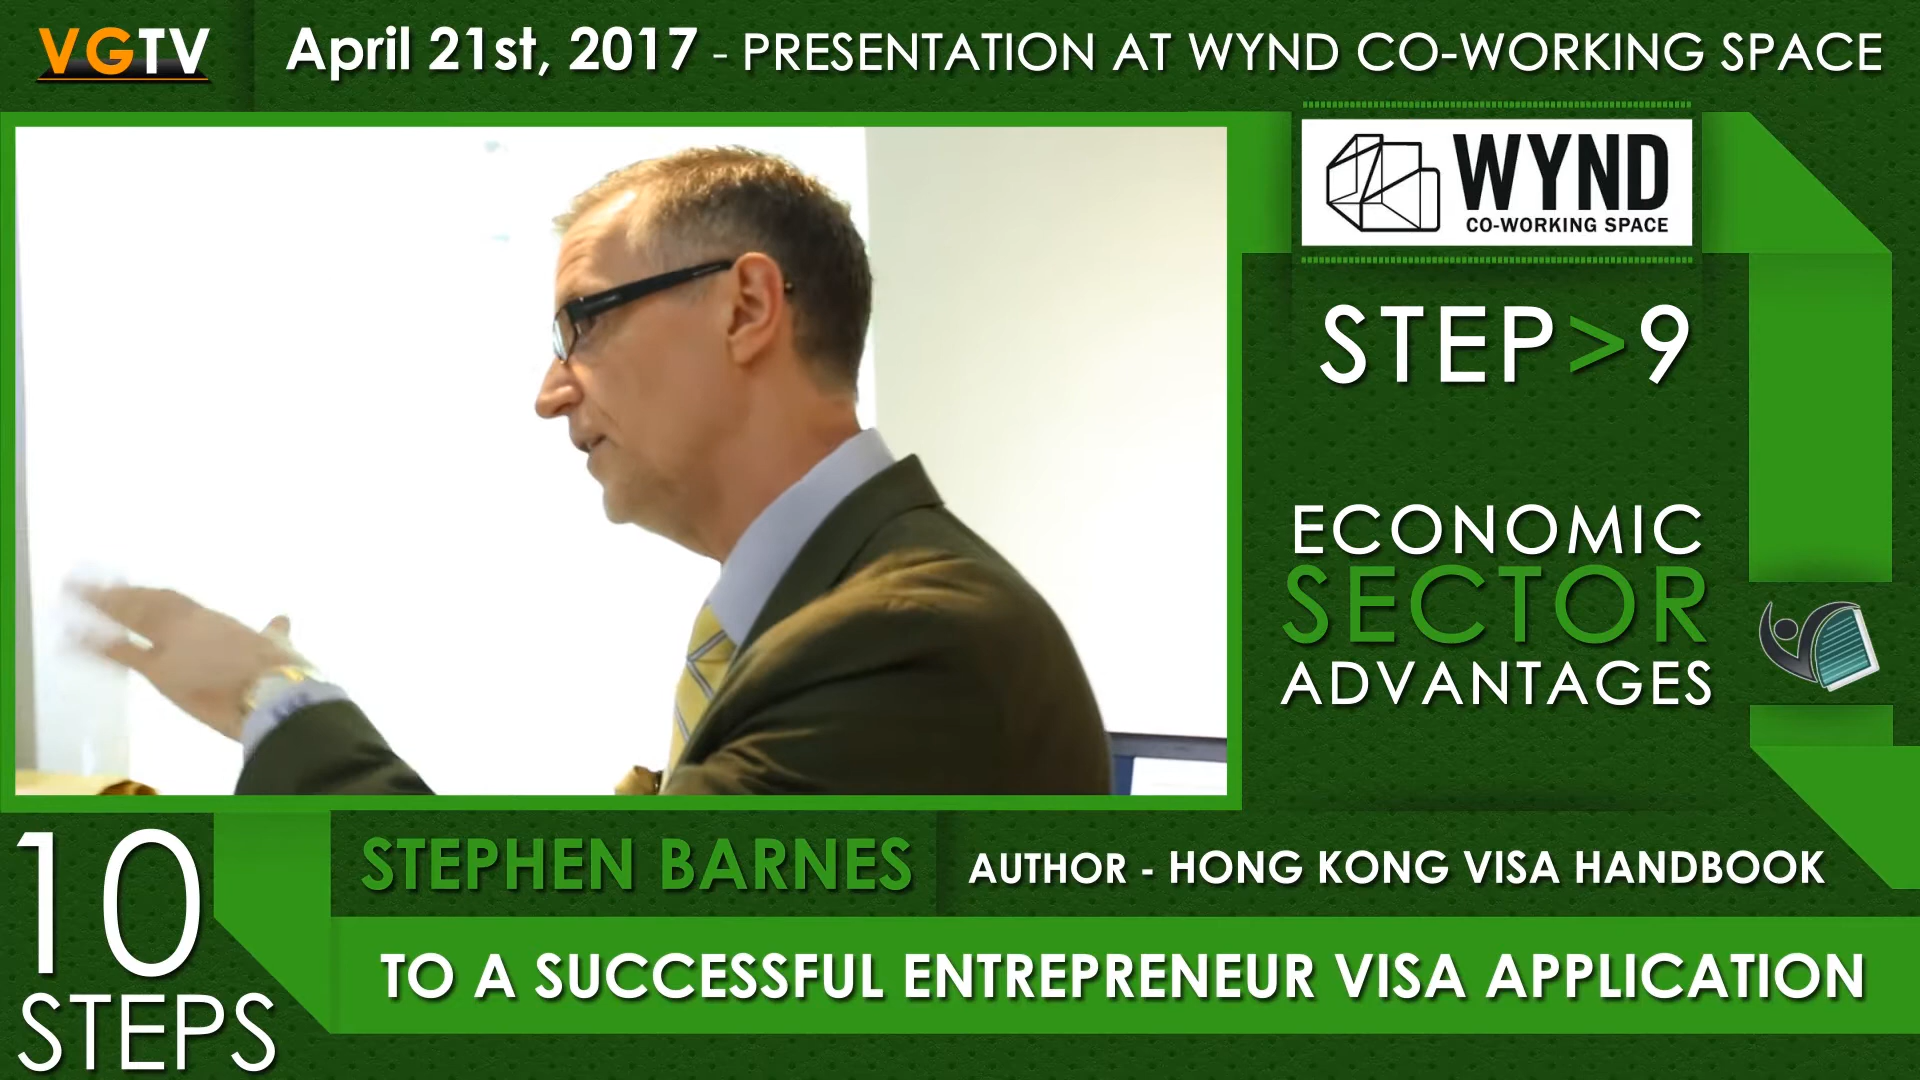 VGTV
April 21st, 2017 - PRESENTATION AT WYND CO-WORKING SPACE
WYND
CO-WORKING SPACE
STEP>9
ECONOMIC
SECTOR
ADVANTAGES
STEPHEN BARNES
AUTHOR - HONG KONG VISA HANDBOOK
10
STEPS
TO A SUCCESSFUL ENTREPRENEUR VISA APPLICATION